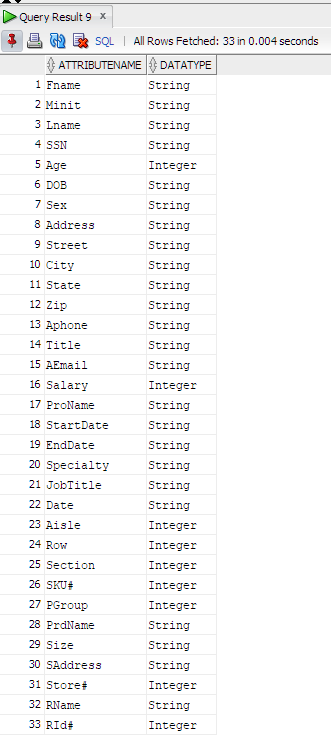 Query Result 9 x
SQL | All Rows Fetched: 33 in 0.004 seconds
ATTRIBUTENAME DATATYPE
1 Fname String
2 Minit String
3 Lname String
4 SSN String
5 Age Integer
6 DOB String
7 Sex String
8 Address String
9 Street String
10 City String
11 State String
12 Zip String
13 Aphone String
14 Title String
15 AEmail String
16 Salary Integer
17 ProName String
18 StartDate String
19 EndDate String
20 Specialty String
21 JobTitle String
22 Date String
23 Aisle Integer
24 Row Integer
25 Section Integer
26 SKU# Integer
27 PGroup Integer
28 PrdName String
29 Size String
30 SAddress String
31 Store# Integer
32 RName String
33 RId# Integer